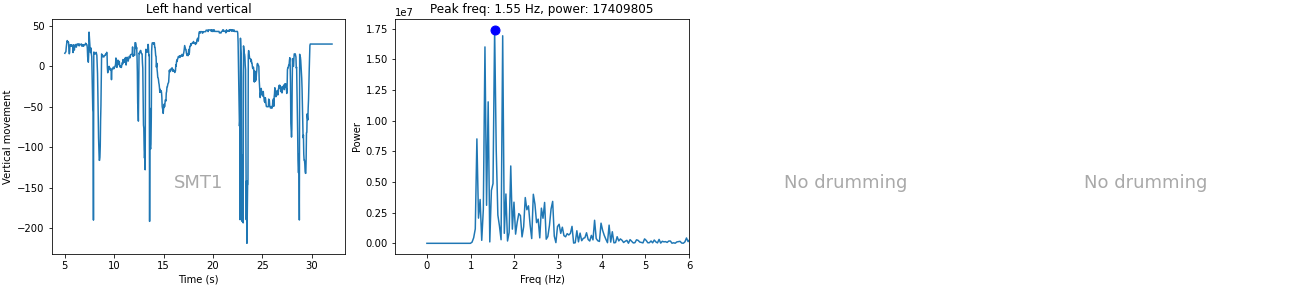 Left hand vertical
50
0
−50
−100
−150
−200
Vertical movement
SMT1
5
10
15
20
25
30
Time (s)
Peak freq: 1.55 Hz, power: 17409805
1e7
1.75
1.50
1.25
1.00
0.75
0.50
0.25
0.00
Power
0
1
2
3
4
5
6
Freq (Hz)
No drumming
No drumming